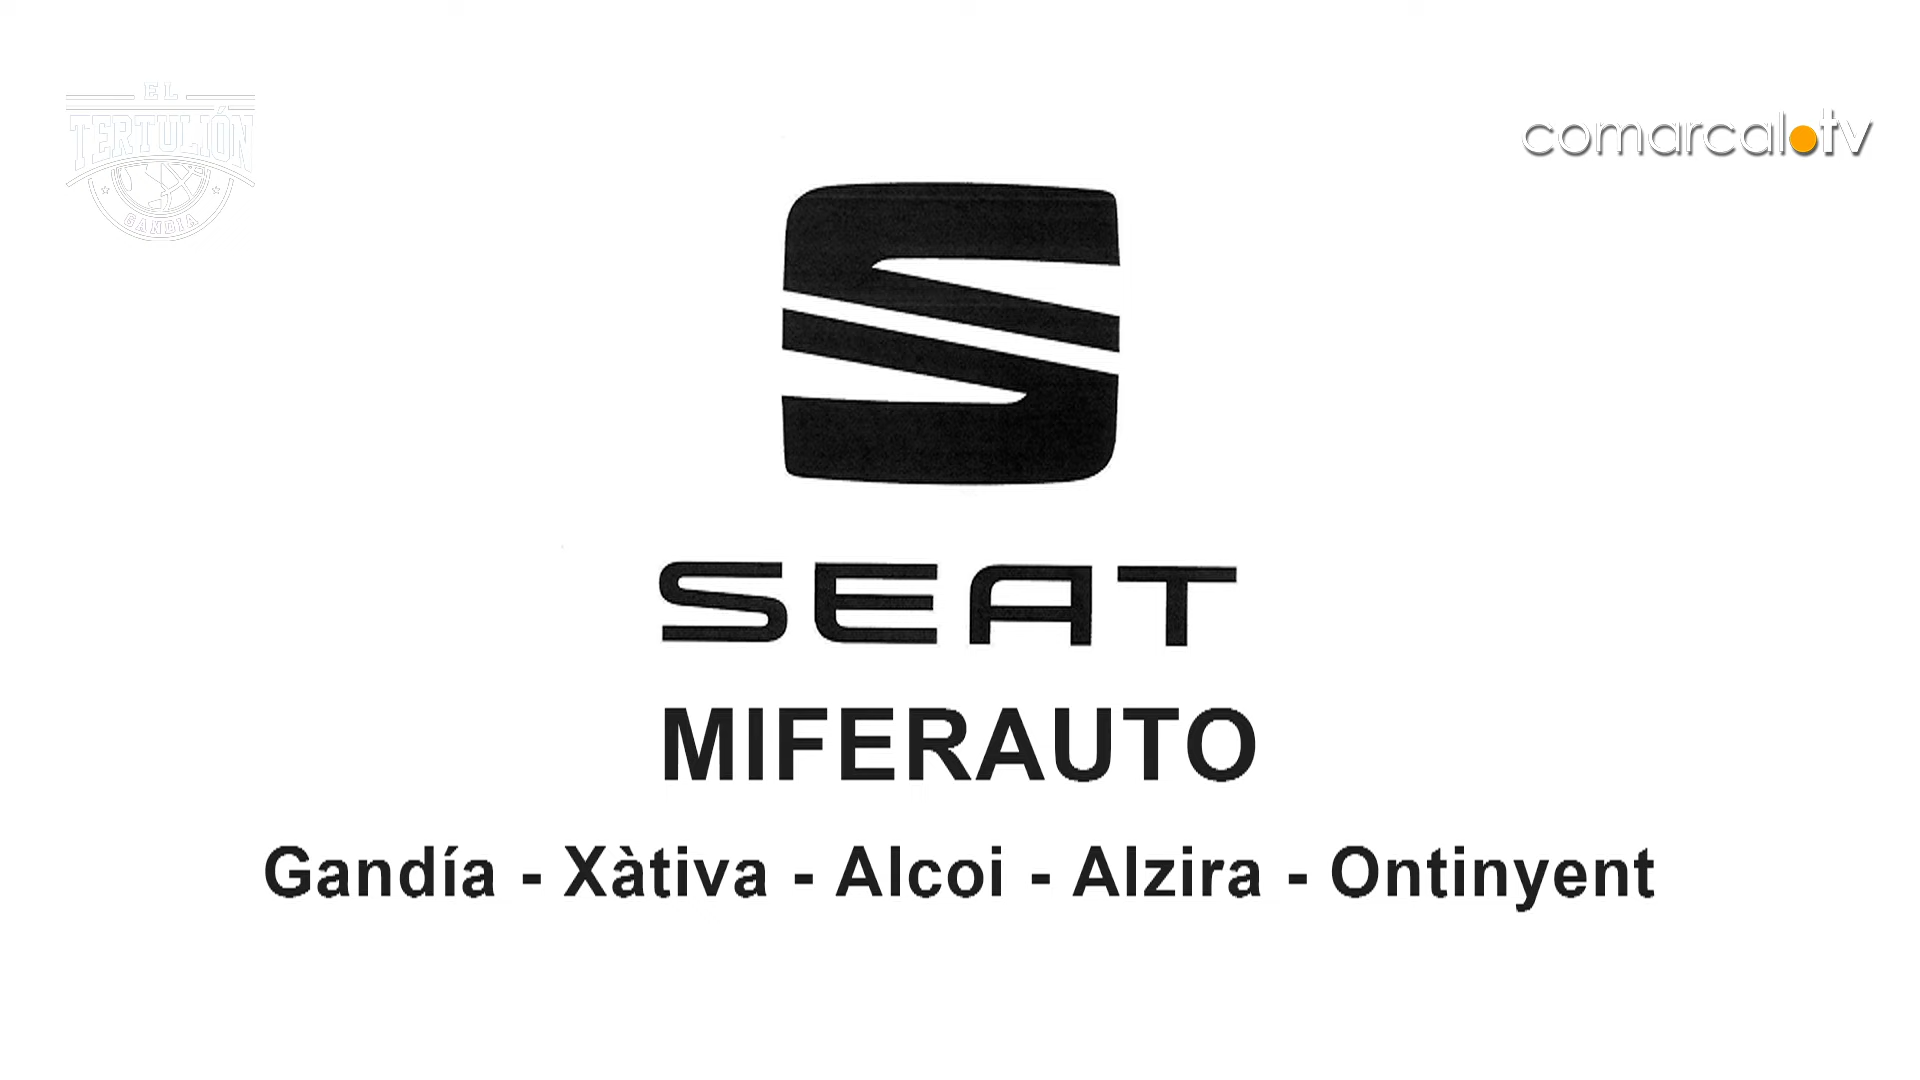 EL
TERTULIÓN
GANDIA
comarcal.tv
SEAT
MIFERAUTO
Gandía - Xàtiva - Alcoi - Alzira - Ontinyent